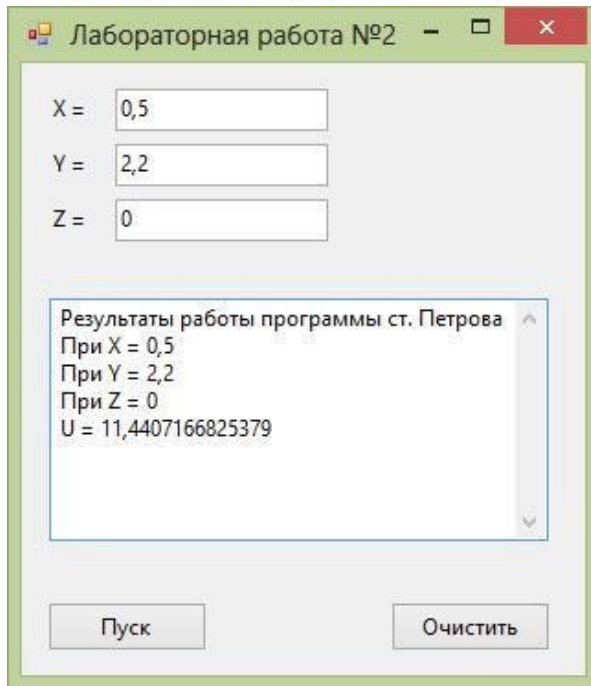 Лабораторная работа №2
X = 0,5
Y = 2,2
Z = 0
Результаты работы программы ст. Петрова
При X = 0,5
При Y = 2,2
При Z = 0
U = 11,4407166825379
Пуск Очистить